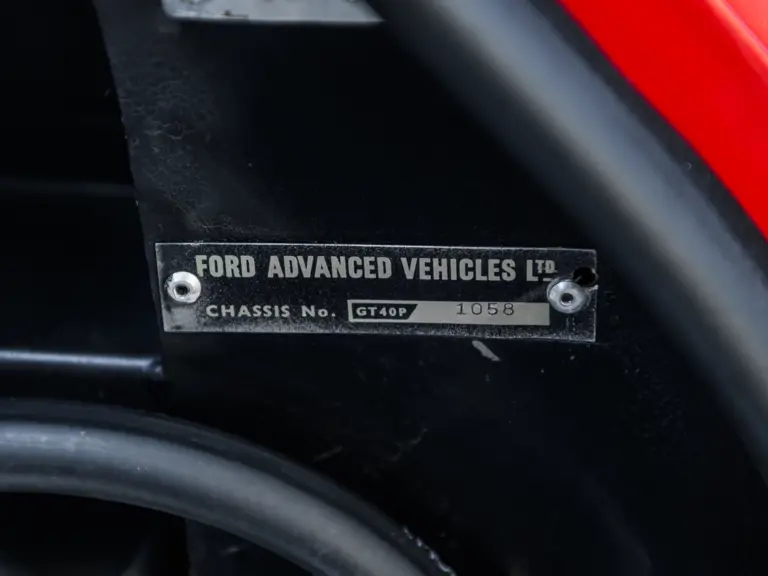 FORD ADVANCED VEHICLES LTD
CHASSIS No. GT40P 1058